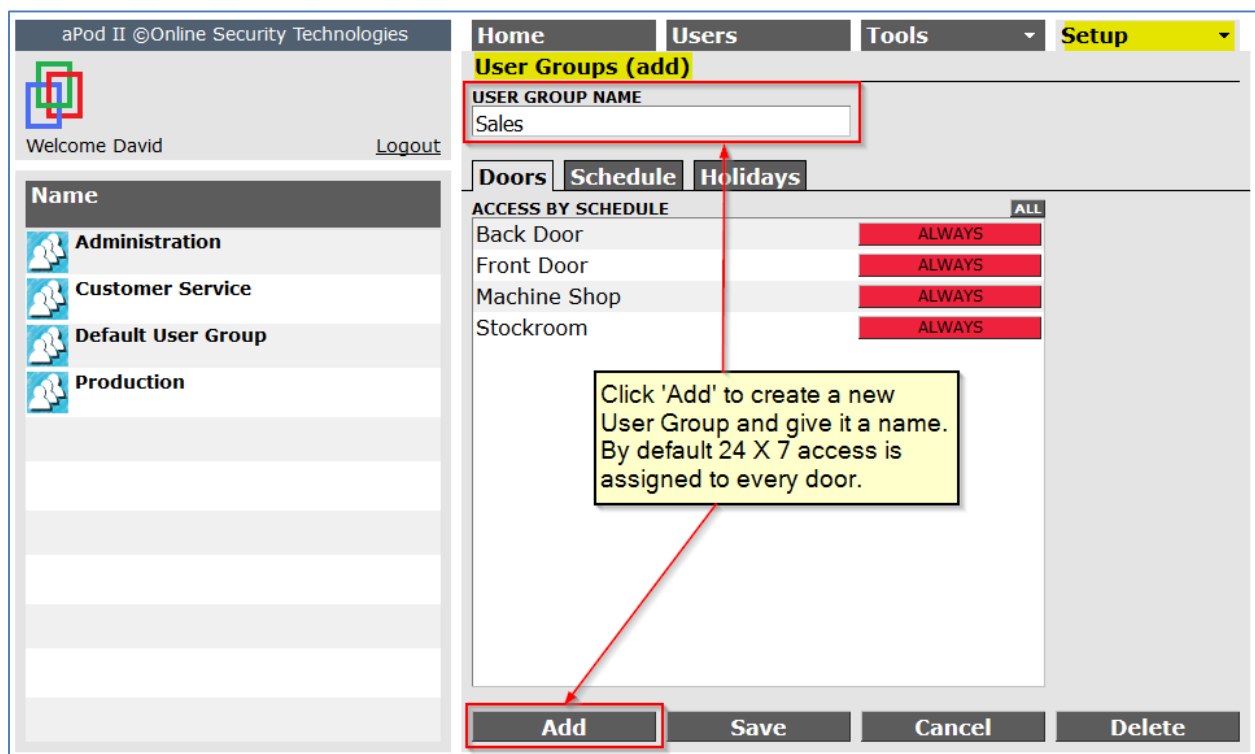 aPod II ©Online Security Technologies
Welcome David
Logout
Name
Administration
Customer Service
Default User Group
Production
Home
Users
Tools
Setup
User Groups (add)
USER GROUP NAME
Sales
Doors
Schedule
Holidays
ACCESS BY SCHEDULE
ALL
Back Door
ALWAYS
Front Door
ALWAYS
Machine Shop
ALWAYS
Stockroom
ALWAYS
Click 'Add' to create a new
User Group and give it a name.
By default 24 X 7 access is
assigned to every door.
Add
Save
Cancel
Delete